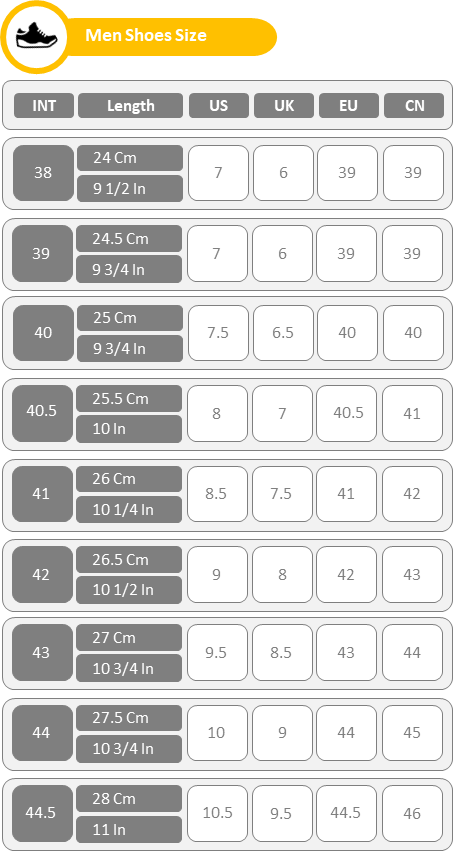 Men Shoes Size
INT Length US UK EU CN
38 24 Cm 9 1/2 In 7 6 39 39
39 24.5 Cm 9 3/4 In 7 6 39 39
40 25 Cm 9 3/4 In 7.5 6.5 40 40
40.5 25.5 Cm 10 In 8 7 40.5 41
41 26 Cm 10 1/4 In 8.5 7.5 41 42
42 26.5 Cm 10 1/2 In 9 8 42 43
43 27 Cm 10 3/4 In 9.5 8.5 43 44
44 27.5 Cm 10 3/4 In 10 9 44 45
44.5 28 Cm 11 In 10.5 9.5 44.5 46